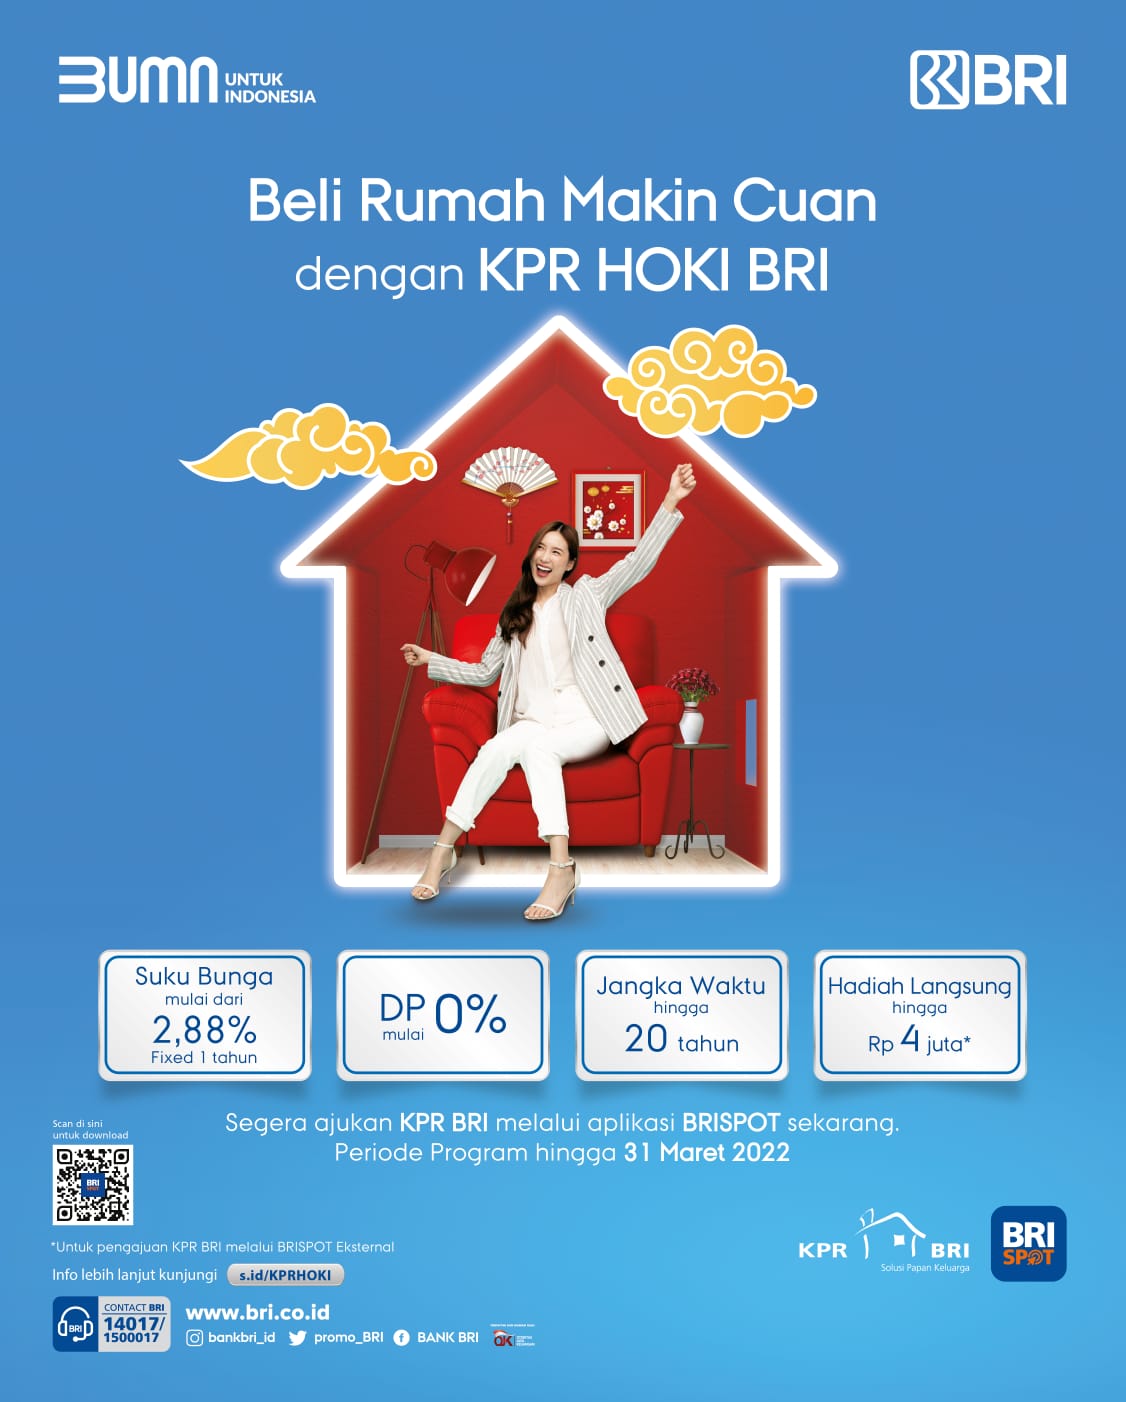 BUMN UNTUK INDONESIA
BRI
Beli Rumah Makin Cuan
dengan KPR HOKI BRI
Suku Bunga
mulai dari
2,88%
Fixed 1 tahun
DP mulai 0%
Jangka Waktu
hingga
20 tahun
Hadiah Langsung
hingga
Rp 4 juta*
Segera ajukan KPR BRI melalui aplikasi BRISPOT sekarang.
Periode Program hingga 31 Maret 2022
Scan di sini
untuk download
BRI
SPOT
*Untuk pengajuan KPR BRI melalui BRISPOT Eksternal
Info lebih lanjut kunjungi s.id/KPRHOKI
KPR BRI
Solusi Papan Keluarga
BRI
SPOT
BRI
CONTACT BRI
14017/
1500017
www.bri.co.id
bankbri_id promo_BRI BANK BRI